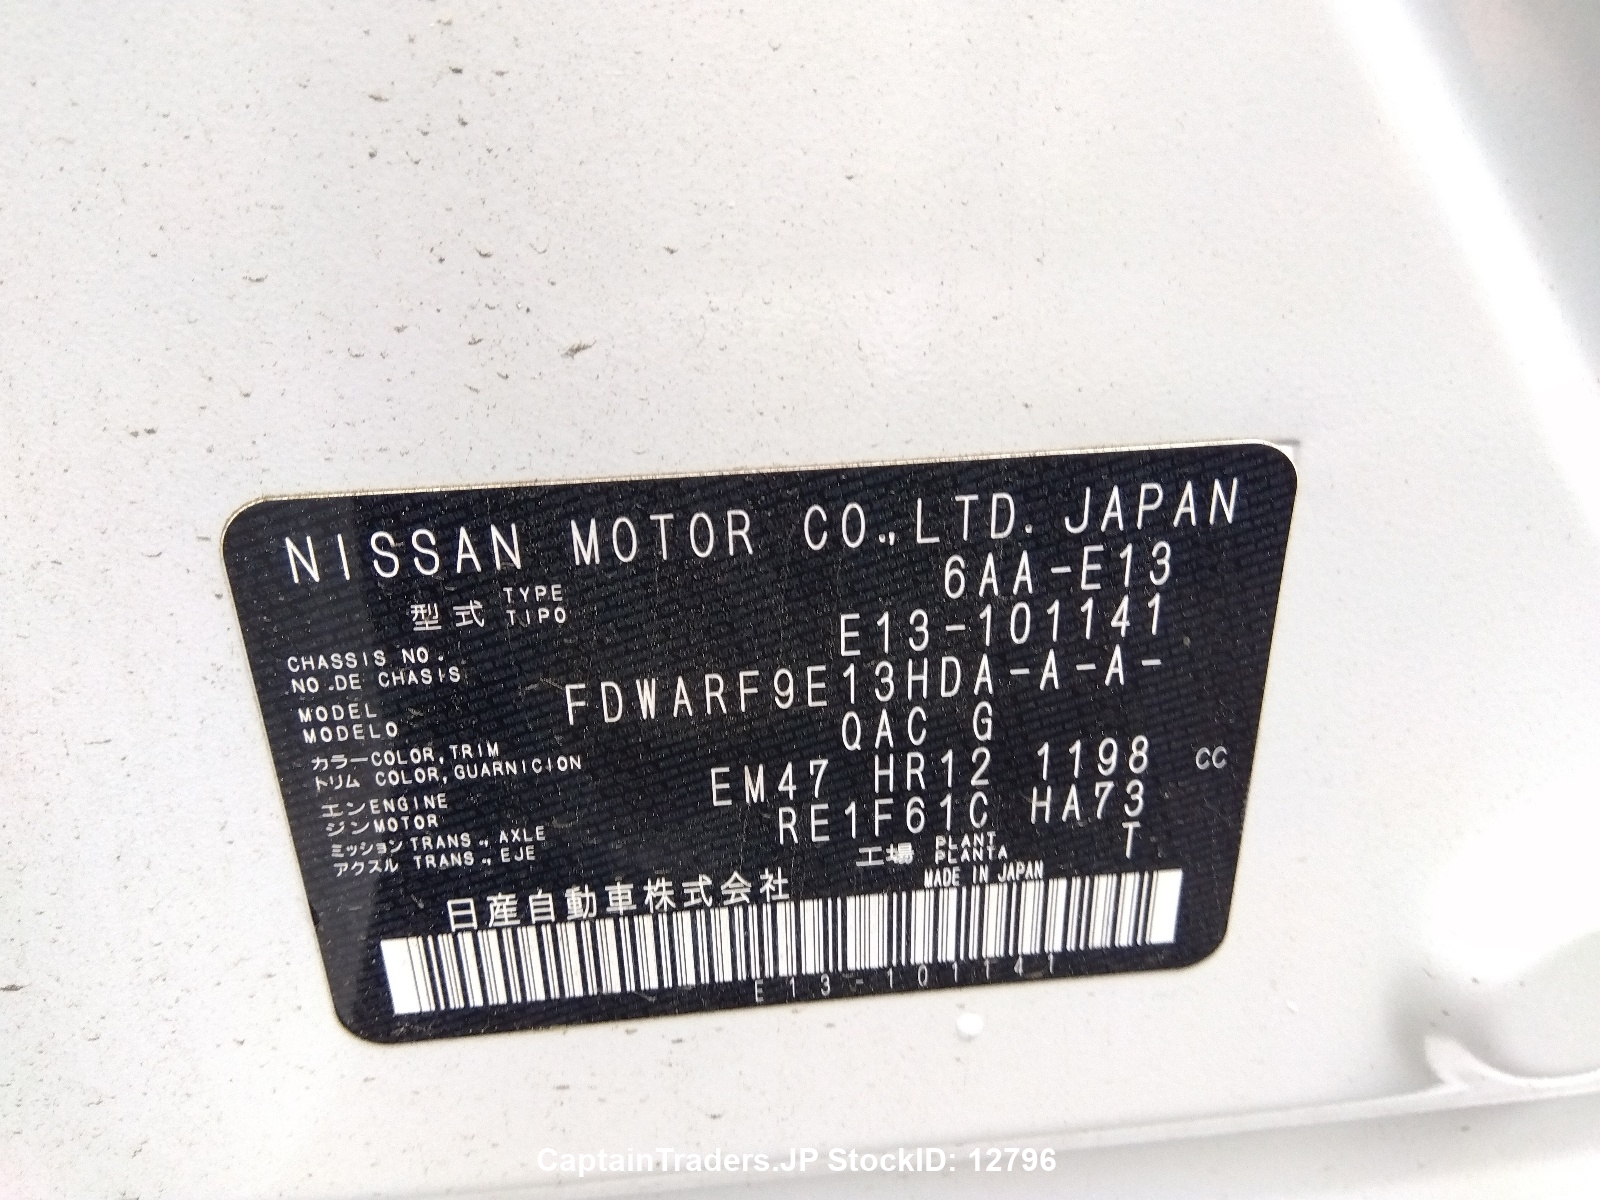 NISSAN MOTOR CO.,LTD. JAPAN
型式 TYPE TIPO 6AA-E13
CHASSIS NO. NO.DE CHASIS E13-101141
MODEL MODELO FDWARF9E13HDA-A-A-
カラー COLOR,TRIM トリム COLOR,GUARNICION QAC G
エンジン ENGINE MOTOR EM47 HR12 1198 CC
ミッション TRANS., AXLE アクスル TRANS., EJE RE1F61C HA73
工場 PLANT PLANTA T
日産自動車株式会社 MADE IN JAPAN
E13-101141
CaptainTraders.JP StockID: 12796